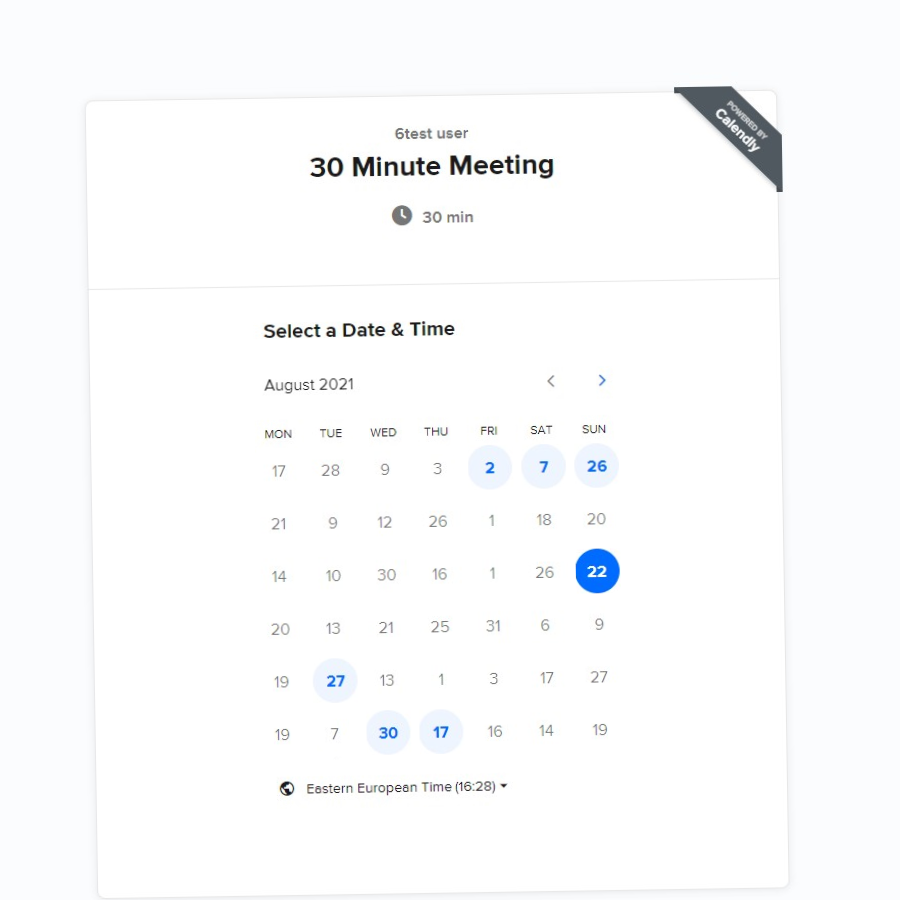 POWERED BY
Calendly
6test user
30 Minute Meeting
30 min
Select a Date & Time
August 2021
MON TUE WED THU FRI SAT SUN
17 28 9 3 2 7 26
21 9 12 26 1 18 20
14 10 30 16 1 26 22
20 13 21 25 31 6 9
19 27 13 1 3 17 27
19 7 30 17 16 14 19
Eastern European Time (16:28)